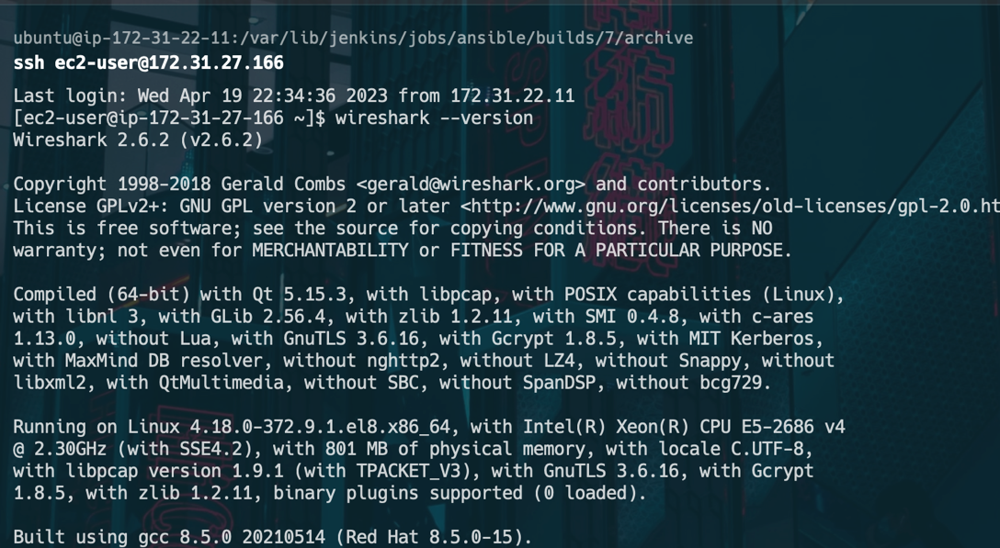 ubuntu@ip-172-31-22-11:/var/lib/jenkins/jobs/ansible/builds/7/archive
ssh ec2-user@172.31.27.166
Last login: Wed Apr 19 22:34:36 2023 from 172.31.22.11
[ec2-user@ip-172-31-27-166 ~]$ wireshark --version
Wireshark 2.6.2 (v2.6.2)
Copyright 1998-2018 Gerald Combs <gerald@wireshark.org> and contributors.
License GPLv2+: GNU GPL version 2 or later <http://www.gnu.org/licenses/old-licenses/gpl-2.0.ht
This is free software; see the source for copying conditions. There is NO
warranty; not even for MERCHANTABILITY or FITNESS FOR A PARTICULAR PURPOSE.
Compiled (64-bit) with Qt 5.15.3, with libpcap, with POSIX capabilities (Linux),
with libnl 3, with GLib 2.56.4, with zlib 1.2.11, with SMI 0.4.8, with c-ares
1.13.0, without Lua, with GnuTLS 3.6.16, with Gcrypt 1.8.5, with MIT Kerberos,
with MaxMind DB resolver, without nghttp2, without LZ4, without Snappy, without
libxml2, with QtMultimedia, without SBC, without SpanDSP, without bcg729.
Running on Linux 4.18.0-372.9.1.el8.x86_64, with Intel(R) Xeon(R) CPU E5-2686 v4
@ 2.30GHz (with SSE4.2), with 801 MB of physical memory, with locale C.UTF-8,
with libpcap version 1.9.1 (with TPACKET_V3), with GnuTLS 3.6.16, with Gcrypt
1.8.5, with zlib 1.2.11, binary plugins supported (0 loaded).
Built using gcc 8.5.0 20210514 (Red Hat 8.5.0-15).